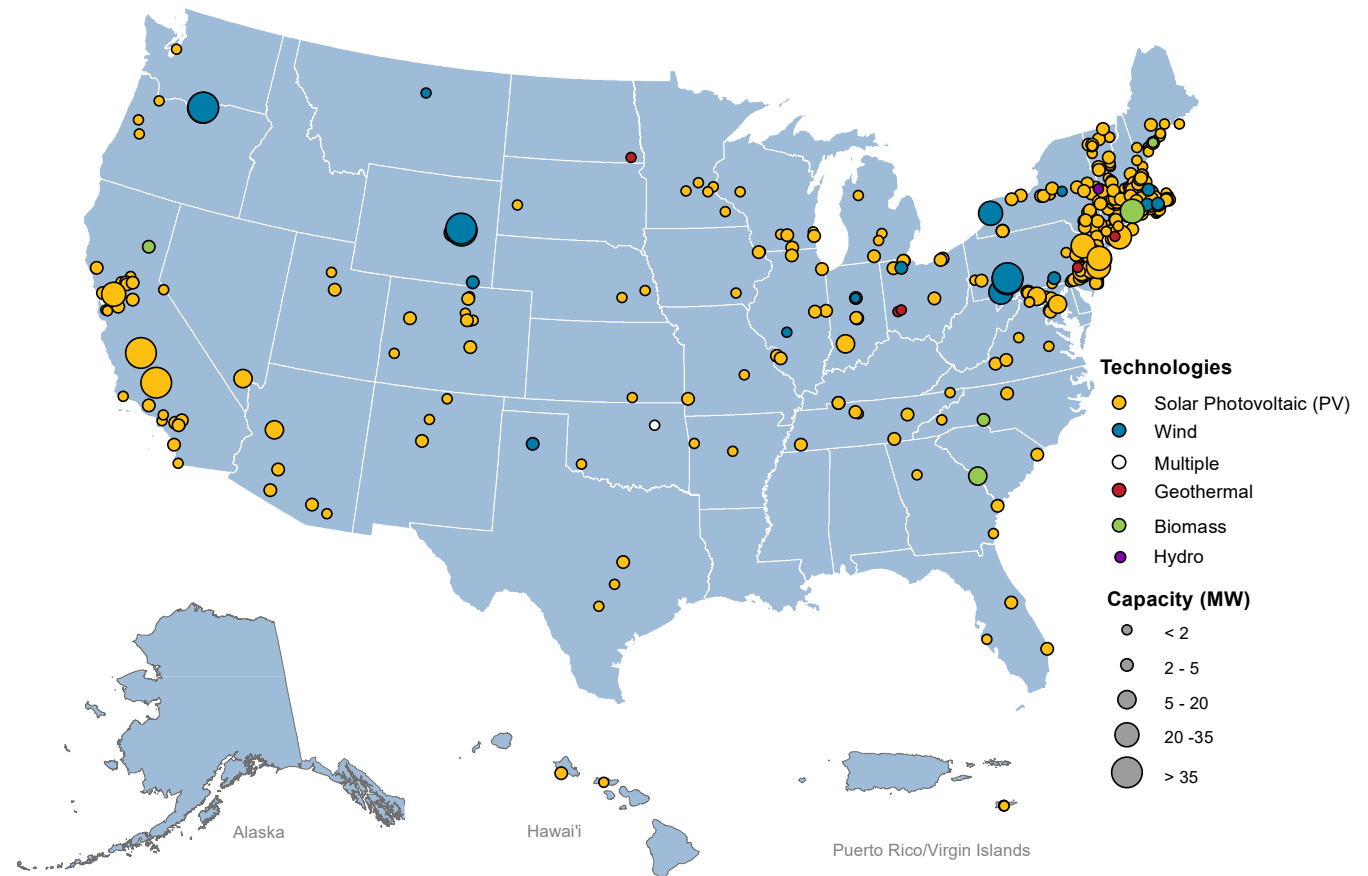 Technologies
Solar Photovoltaic (PV)
Wind
Multiple
Geothermal
Biomass
Hydro
Capacity (MW)
< 2
2 - 5
5 - 20
20 -35
> 35
Alaska
Hawai'i
Puerto Rico/Virgin Islands